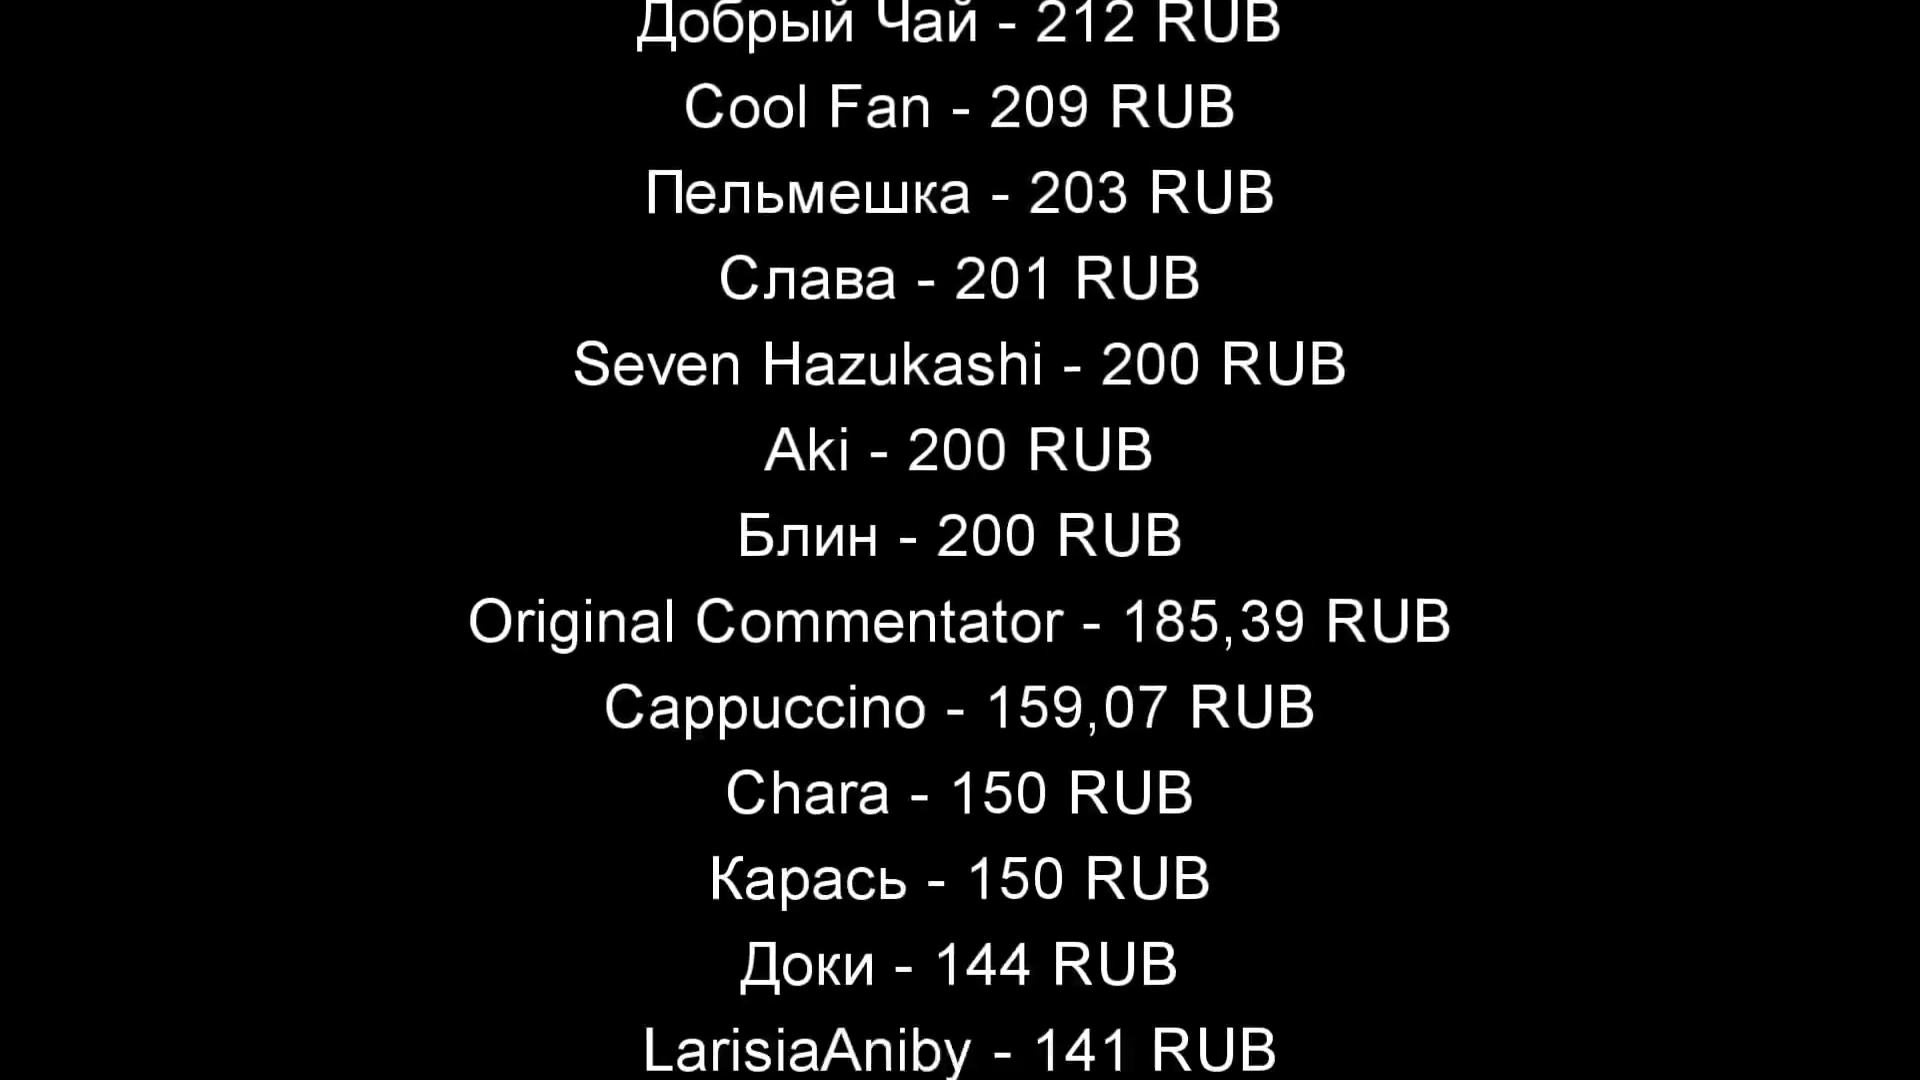 Добрый Чай - 212 RUB
Cool Fan - 209 RUB
Пельмешка - 203 RUB
Слава - 201 RUB
Seven Hazukashi - 200 RUB
Aki - 200 RUB
Блин - 200 RUB
Original Commentator - 185,39 RUB
Cappuccino - 159,07 RUB
Chara - 150 RUB
Карась - 150 RUB
Доки - 144 RUB
LarisiaAniby - 141 RUB